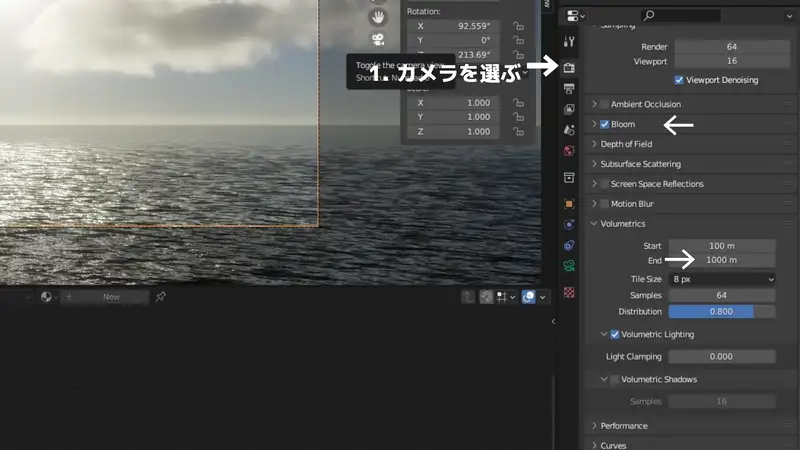 Rotation:
X 92.559°
Y 0°
Z 213.69°
Toggle the camera view
1. カメラを選ぶ
X 1.000
Y 1.000
Z 1.000
New
Sampling
Render 64
Viewport 16
Viewport Denoising
Ambient Occlusion
Bloom
Depth of Field
Subsurface Scattering
Screen Space Reflections
Motion Blur
Volumetrics
Start 100 m
End 1000 m
Tile Size 8 px
Samples 64
Distribution 0.800
Volumetric Lighting
Light Clamping 0.000
Volumetric Shadows
Samples 16
Performance
Curves